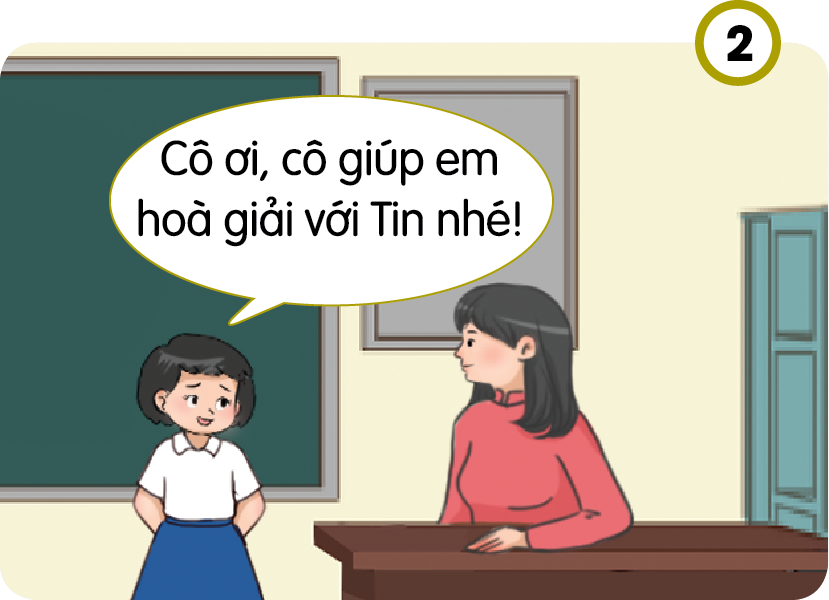 2
Cô ơi, cô giúp em
hoà giải với Tin nhé!